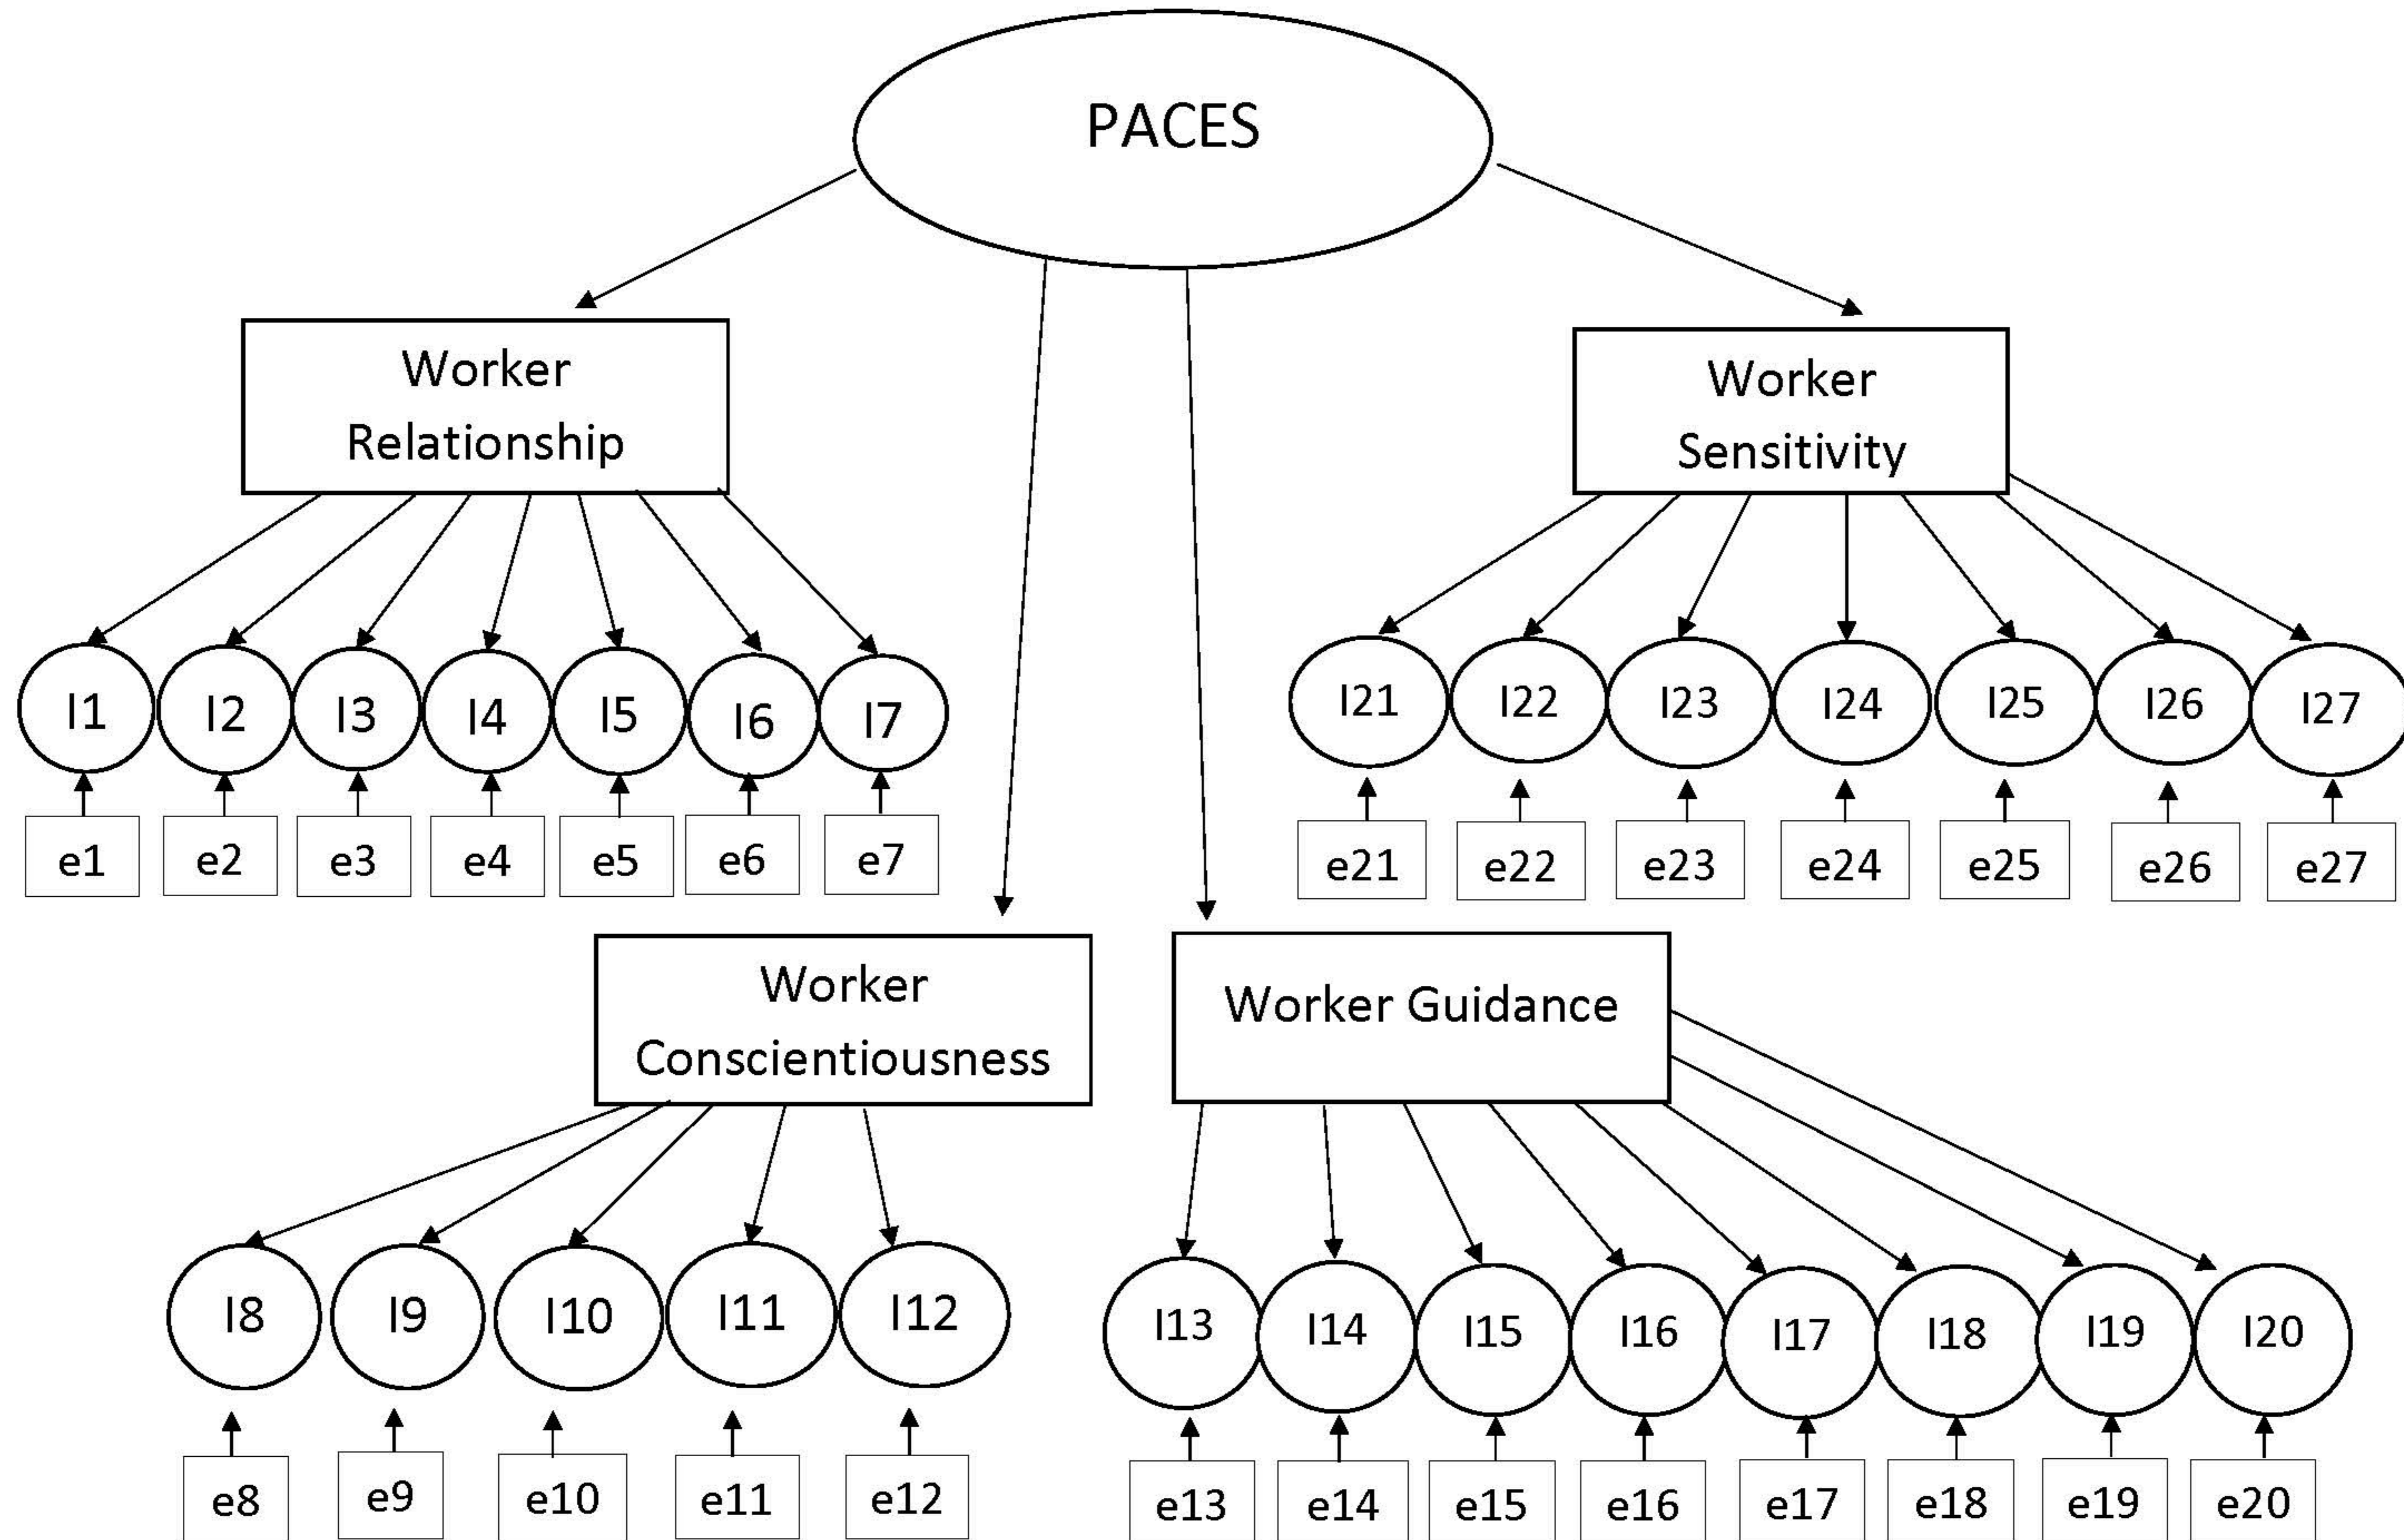 PACES
Worker
Relationship
Worker
Sensitivity
I1 I2 I3 I4 I5 I6 I7
I21 I22 I23 I24 I25 I26 I27
e1 e2 e3 e4 e5 e6 e7
e21 e22 e23 e24 e25 e26 e27
Worker
Conscientiousness
Worker Guidance
I8 I9 I10 I11 I12
I13 I14 I15 I16 I17 I18 I19 I20
e8 e9 e10 e11 e12
e13 e14 e15 e16 e17 e18 e19 e20